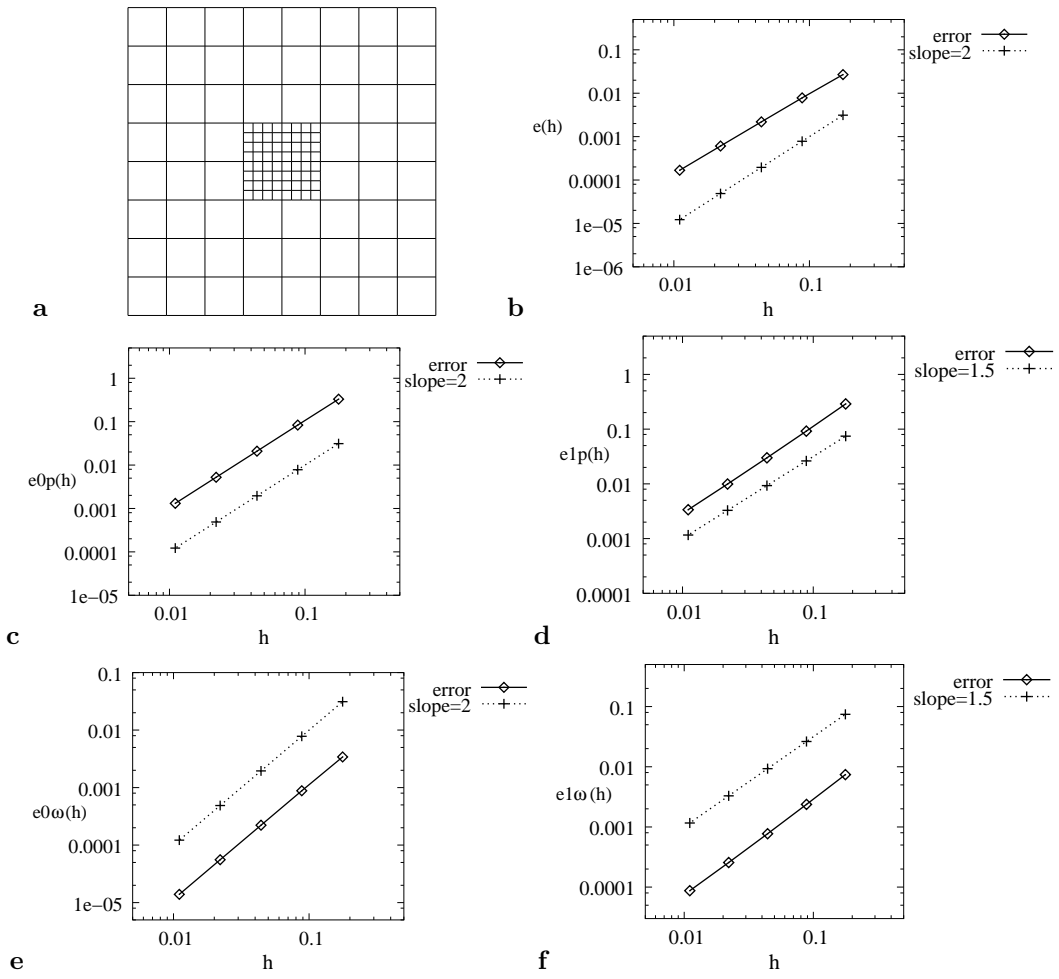 a
error
slope=2
0.1
0.01
0.001
0.0001
1e-05
1e-06
e(h)
0.01 0.1
h
b
error
slope=2
1
0.1
0.01
0.001
0.0001
1e-05
e0p(h)
0.01 0.1
h
c
error
slope=1.5
1
0.1
0.01
0.001
0.0001
e1p(h)
0.01 0.1
h
d
error
slope=2
0.1
0.01
0.001
0.0001
1e-05
e0ω(h)
0.01 0.1
h
e
error
slope=1.5
0.1
0.01
0.001
0.0001
e1ω(h)
0.01 0.1
h
f